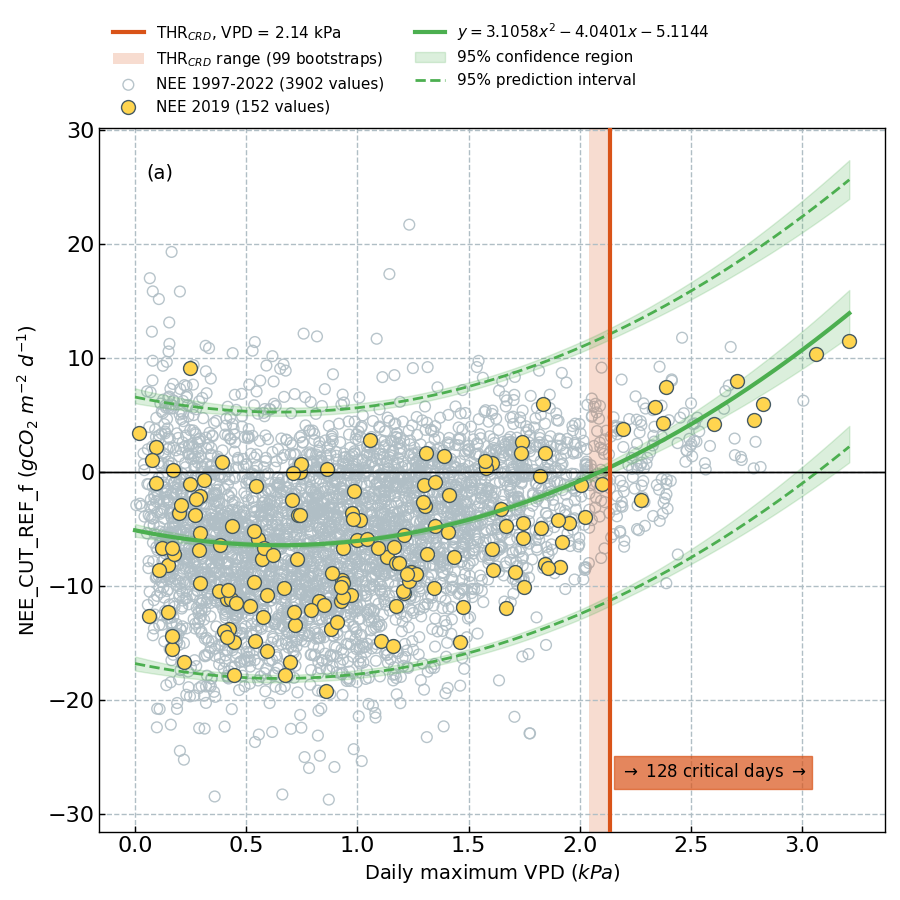 THR_CRD, VPD = 2.14 kPa
THR_CRD range (99 bootstraps)
NEE 1997-2022 (3902 values)
NEE 2019 (152 values)
y = 3.1058x² − 4.0401x − 5.1144
95% confidence region
95% prediction interval
(a)
30
20
10
0
−10
−20
−30
NEE_CUT_REF_f (gCO₂ m⁻² d⁻¹)
→ 128 critical days →
0.0 0.5 1.0 1.5 2.0 2.5 3.0
Daily maximum VPD (kPa)